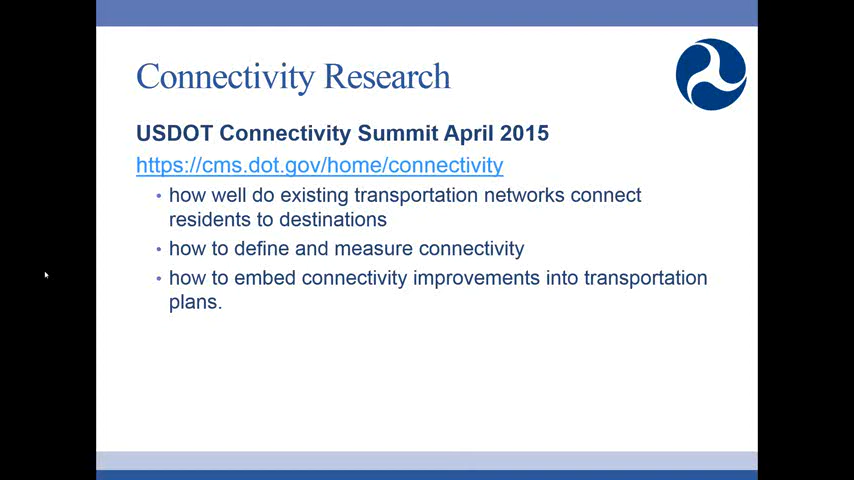 Connectivity Research
USDOT Connectivity Summit April 2015
https://cms.dot.gov/home/connectivity
• how well do existing transportation networks connect
residents to destinations
• how to define and measure connectivity
• how to embed connectivity improvements into transportation
plans.